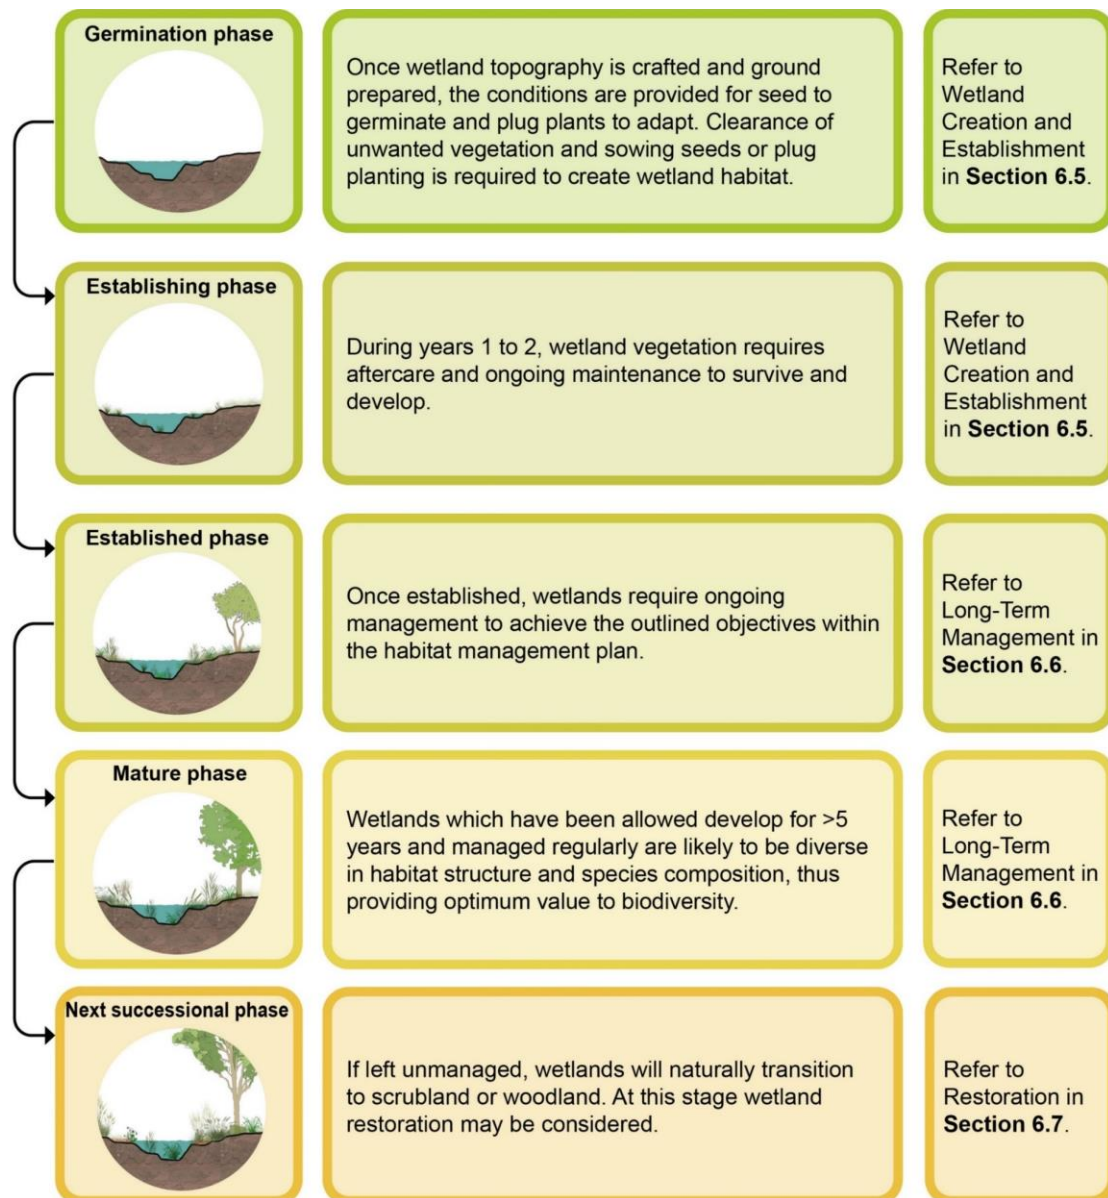 Germination phase
Once wetland topography is crafted and ground
prepared, the conditions are provided for seed to
germinate and plug plants to adapt. Clearance of
unwanted vegetation and sowing seeds or plug
planting is required to create wetland habitat.
Refer to
Wetland
Creation and
Establishment
in Section 6.5.
Establishing phase
During years 1 to 2, wetland vegetation requires
aftercare and ongoing maintenance to survive and
develop.
Refer to
Wetland
Creation and
Establishment
in Section 6.5.
Established phase
Once established, wetlands require ongoing
management to achieve the outlined objectives within
the habitat management plan.
Refer to
Long-Term
Management in
Section 6.6.
Mature phase
Wetlands which have been allowed develop for >5
years and managed regularly are likely to be diverse
in habitat structure and species composition, thus
providing optimum value to biodiversity.
Refer to
Long-Term
Management in
Section 6.6.
Next successional phase
If left unmanaged, wetlands will naturally transition
to scrubland or woodland. At this stage wetland
restoration may be considered.
Refer to
Restoration in
Section 6.7.